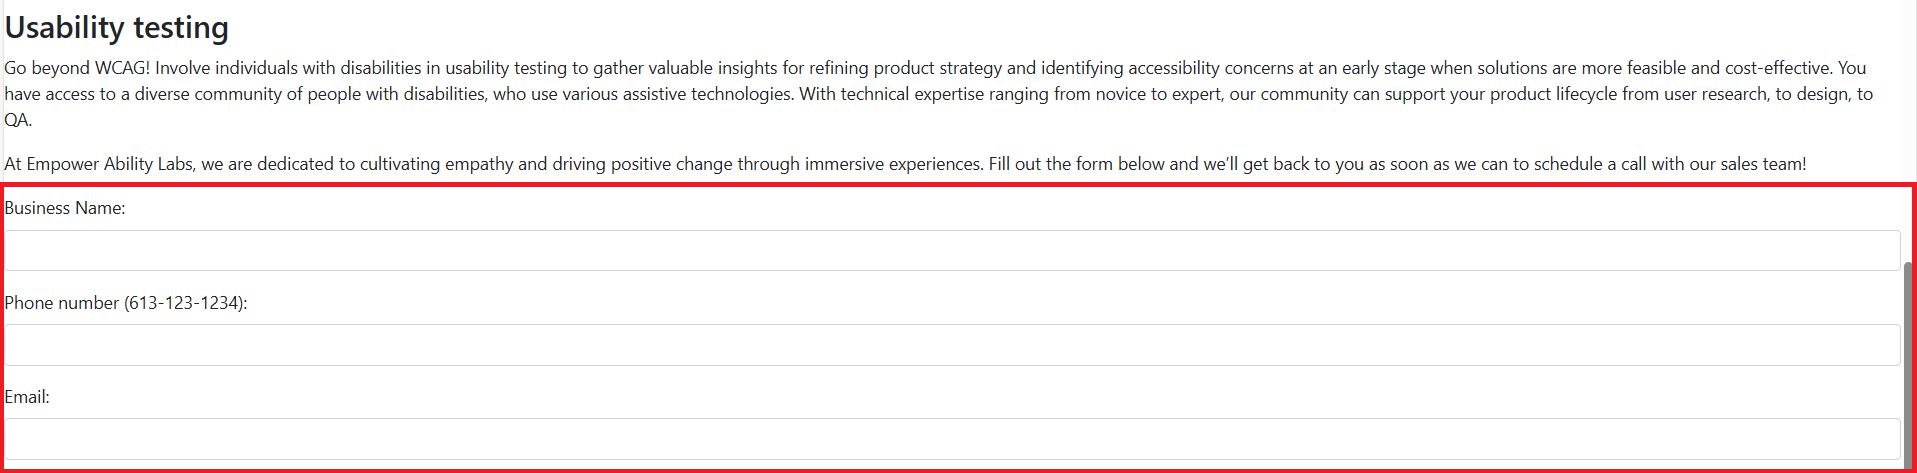 Usability testing
Go beyond WCAG! Involve individuals with disabilities in usability testing to gather valuable insights for refining product strategy and identifying accessibility concerns at an early stage when solutions are more feasible and cost-effective. You
have access to a diverse community of people with disabilities, who use various assistive technologies. With technical expertise ranging from novice to expert, our community can support your product lifecycle from user research, to design, to
QA.
At Empower Ability Labs, we are dedicated to cultivating empathy and driving positive change through immersive experiences. Fill out the form below and we’ll get back to you as soon as we can to schedule a call with our sales team!
Business Name:
Phone number (613-123-1234):
Email: